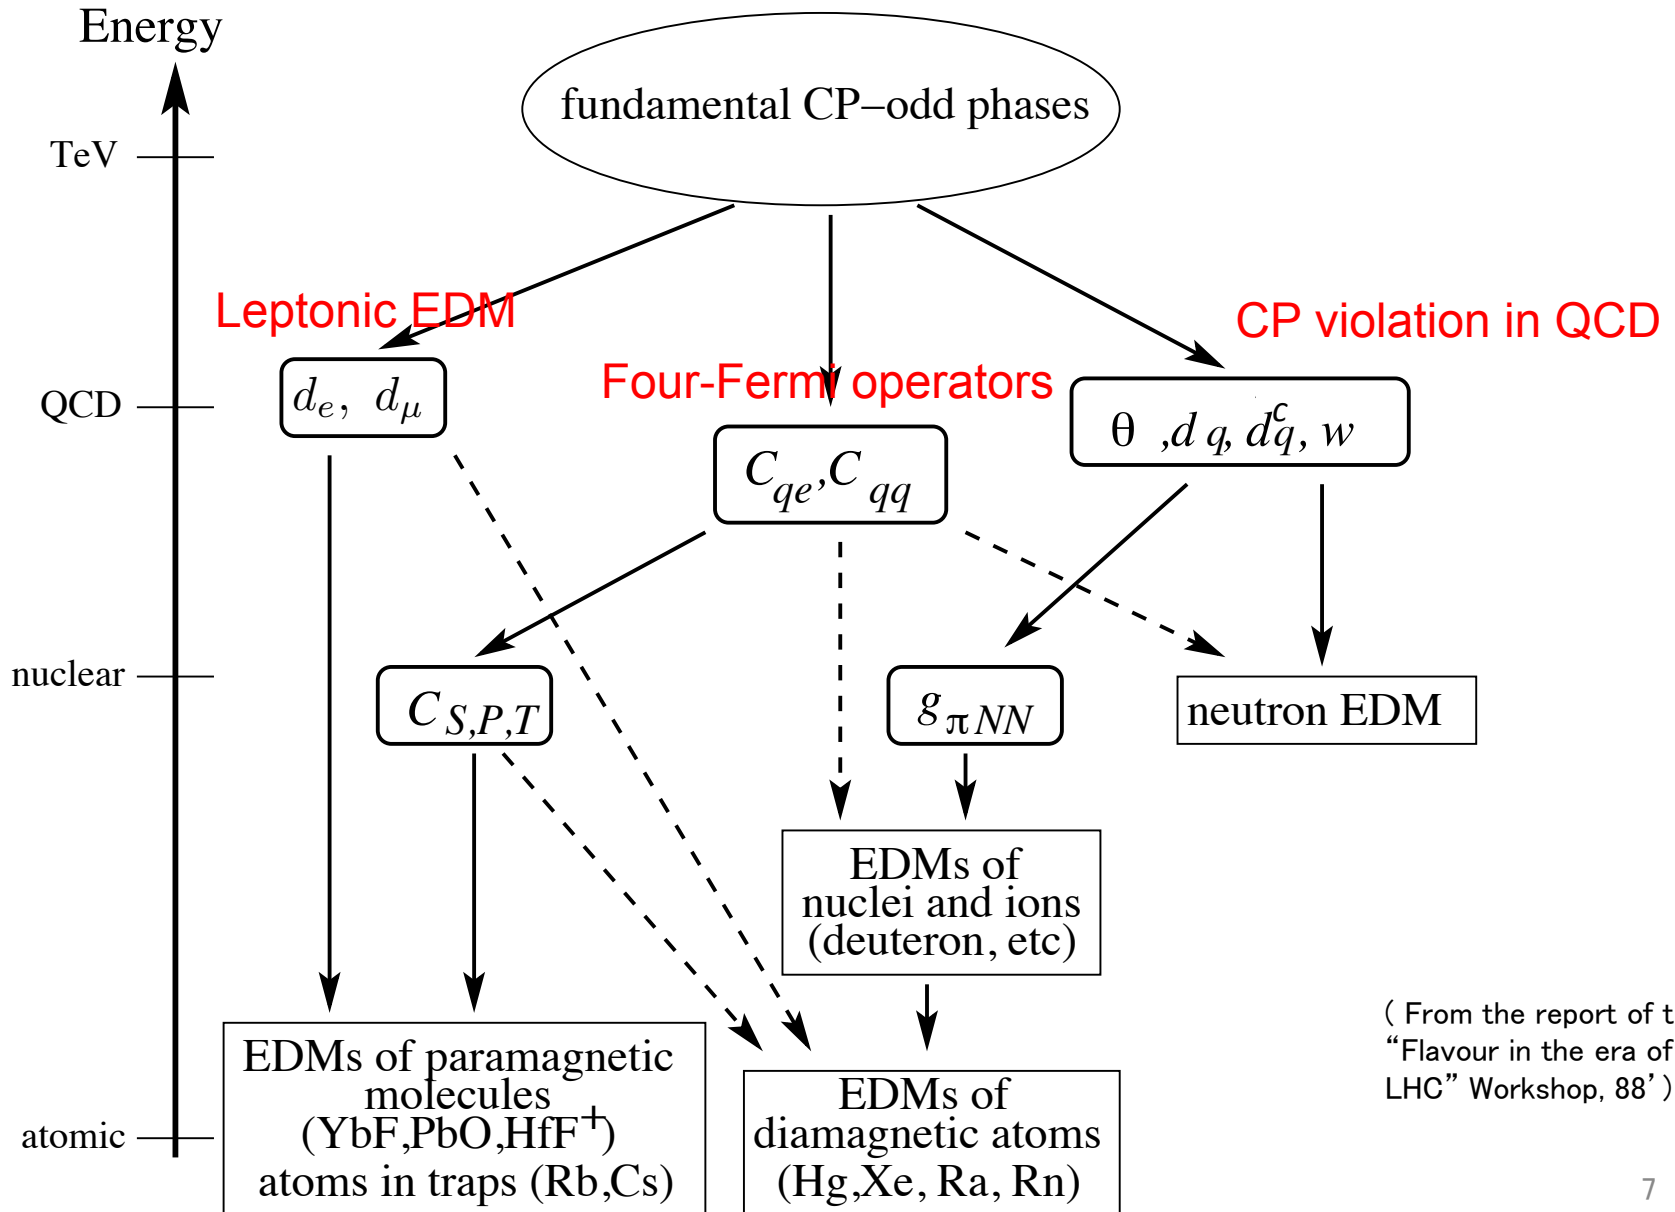 Energy
fundamental CP–odd phases
TeV
Leptonic EDM
CP violation in QCD
Four-Fermi operators
QCD
d_e, d_μ
θ ,d q, d^c_q, w
C_qe, C_qq
nuclear
C_S,P,T
g_πNN
neutron EDM
EDMs of
nuclei and ions
(deuteron, etc)
( From the report of t
“Flavour in the era of
LHC” Workshop, 88’)
EDMs of paramagnetic
molecules
(YbF,PbO,HfF⁺)
atoms in traps (Rb,Cs)
EDMs of
diamagnetic atoms
(Hg,Xe, Ra, Rn)
atomic
7